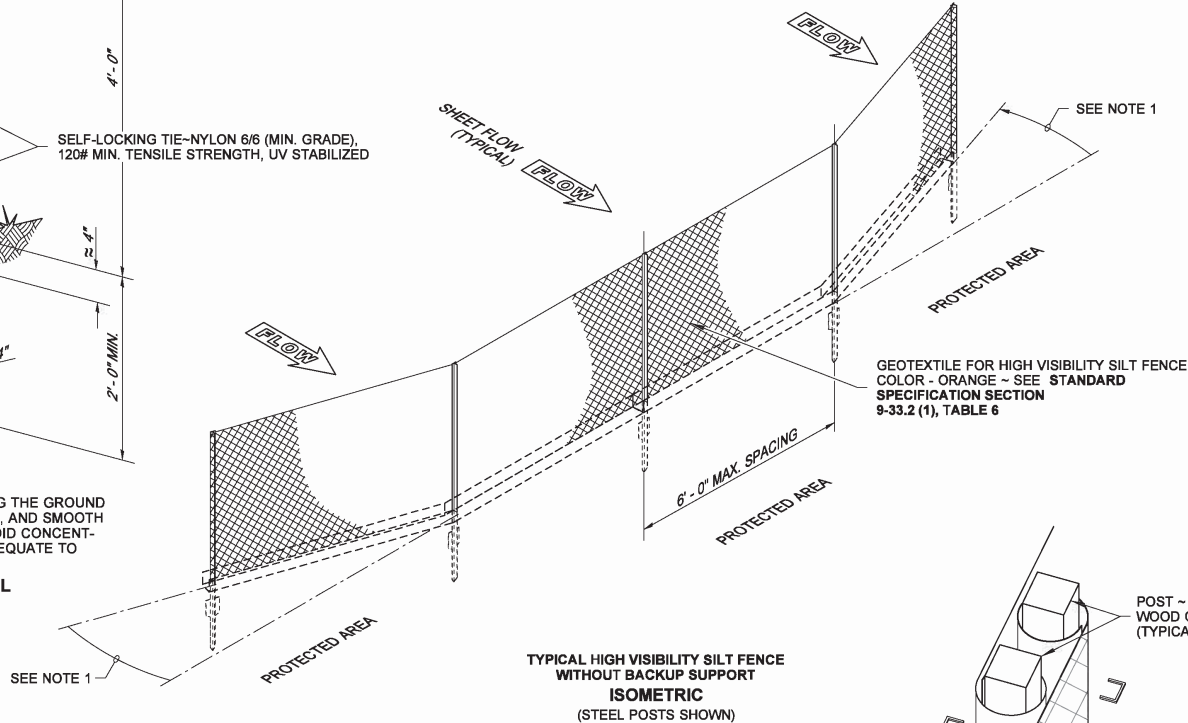 4'-0"
SELF-LOCKING TIE~NYLON 6/6 (MIN. GRADE),
120# MIN. TENSILE STRENGTH, UV STABILIZED
≈ 4"
2'-0" MIN.
4"
G THE GROUND
, AND SMOOTH
OID CONCENT-
EQUATE TO
L
FLOW
SHEET FLOW
(TYPICAL)
FLOW
FLOW
SEE NOTE 1
PROTECTED AREA
GEOTEXTILE FOR HIGH VISIBILITY SILT FENCE
COLOR - ORANGE ~ SEE STANDARD
SPECIFICATION SECTION
9-33.2 (1), TABLE 6
6' - 0" MAX. SPACING
PROTECTED AREA
PROTECTED AREA
SEE NOTE 1
TYPICAL HIGH VISIBILITY SILT FENCE
WITHOUT BACKUP SUPPORT
ISOMETRIC
(STEEL POSTS SHOWN)
POST ~
WOOD
(TYPICA